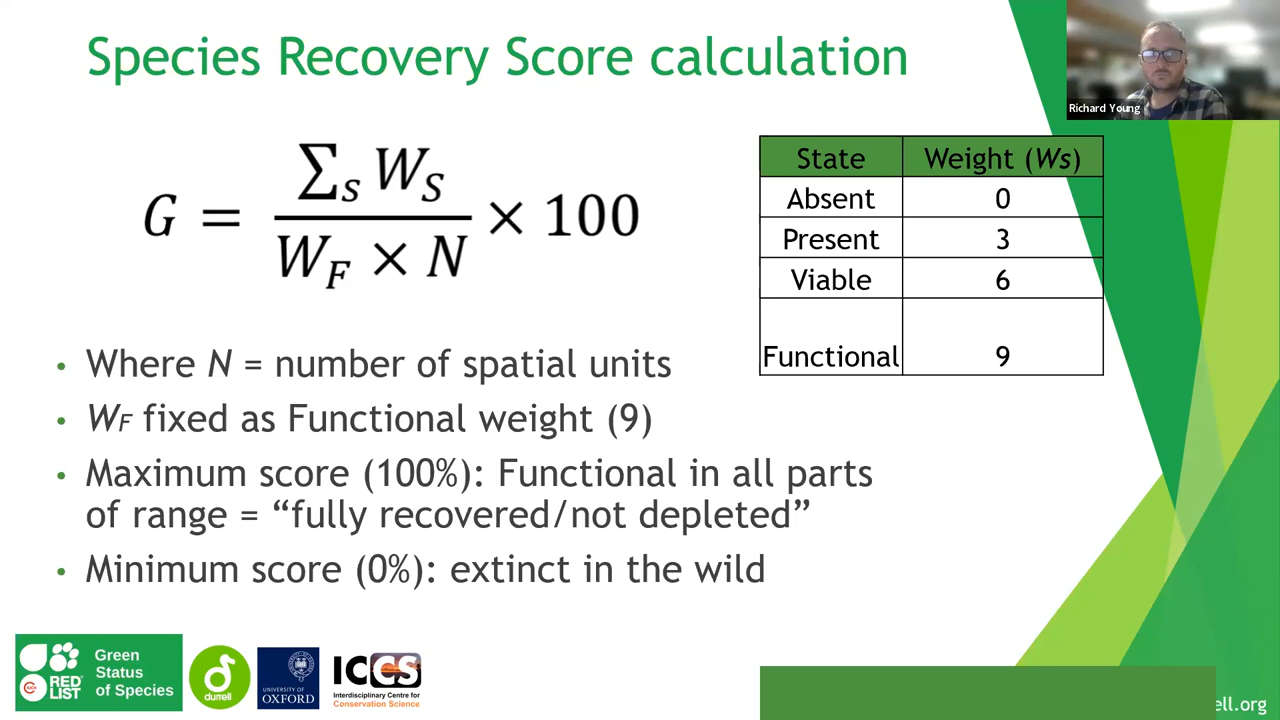 Species Recovery Score calculation
Richard Young
G = ∑s Ws / WF × N × 100
State Weight (Ws)
Absent 0
Present 3
Viable 6
Functional 9
• Where N = number of spatial units
• WF fixed as Functional weight (9)
• Maximum score (100%): Functional in all parts
of range = “fully recovered/not depleted”
• Minimum score (0%): extinct in the wild
RED
LIST
Green
Status
of Species
durrell
UNIVERSITY OF
OXFORD
ICCS
Interdisciplinary Centre for
Conservation Science
ell.org